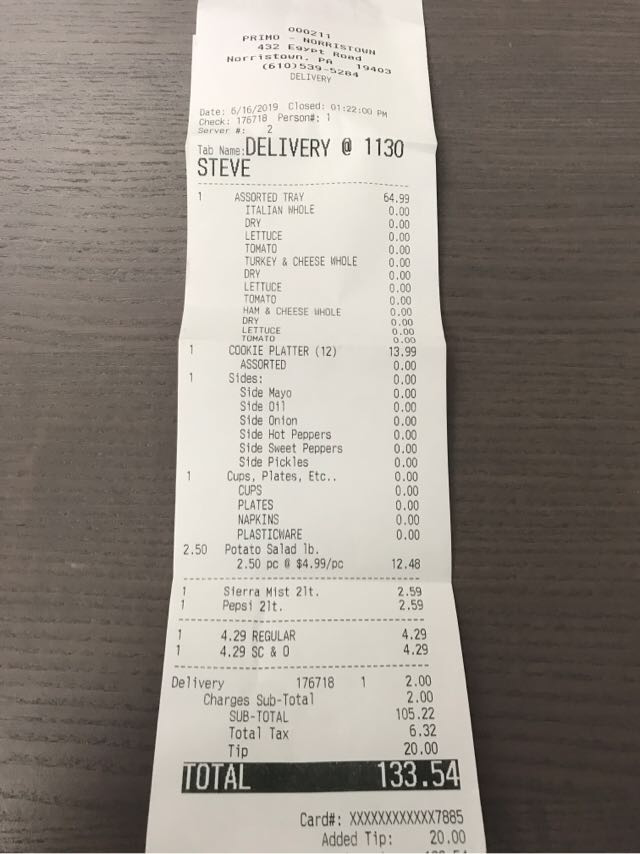 000211
PRIMO - NORRISTOWN
432 Egypt Road
Norristown, PA 19403
(610)539-5284
DELIVERY
Date: 6/16/2019 Closed: 01:22:00 PM
Check: 176718 Person#: 1
Server #: 2
Tab Name:DELIVERY @ 1130
STEVE
1 ASSORTED TRAY 64.99
ITALIAN WHOLE 0.00
DRY 0.00
LETTUCE 0.00
TOMATO 0.00
TURKEY & CHEESE WHOLE 0.00
DRY 0.00
LETTUCE 0.00
TOMATO 0.00
HAM & CHEESE WHOLE 0.00
DRY 0.00
LETTUCE 0.00
TOMATO 0.00
1 COOKIE PLATTER (12) 13.99
ASSORTED 0.00
1 Sides: 0.00
Side Mayo 0.00
Side Oil 0.00
Side Onion 0.00
Side Hot Peppers 0.00
Side Sweet Peppers 0.00
Side Pickles 0.00
1 Cups, Plates, Etc.. 0.00
CUPS 0.00
PLATES 0.00
NAPKINS 0.00
PLASTICWARE 0.00
2.50 Potato Salad lb.
2.50 pc @ $4.99/pc 12.48
1 Sierra Mist 2lt. 2.59
1 Pepsi 2lt. 2.59
1 4.29 REGULAR 4.29
1 4.29 SC & O 4.29
Delivery 176718 1 2.00
Charges Sub-Total 2.00
SUB-TOTAL 105.22
Total Tax 6.32
Tip 20.00
TOTAL 133.54
Card#: XXXXXXXXXXXX7885
Added Tip: 20.00